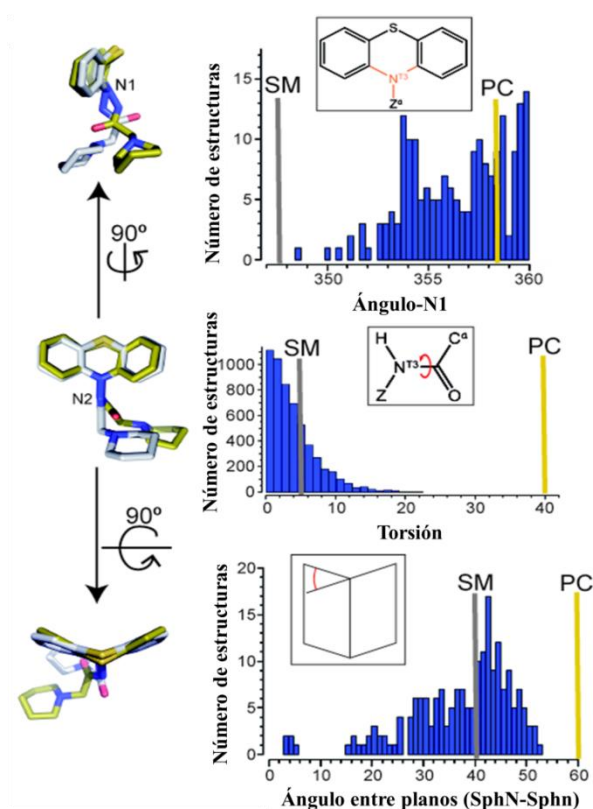 N1
90º
N2
90º
Número de estructuras
15
10
5
0
SM
PC
S
N^T3
Z^α
350
355
360
Ángulo-N1
Número de estructuras
1000
800
600
400
200
0
SM
PC
H
C^α
N^T3
Z
O
0
10
20
30
40
Torsión
Número de estructuras
20
15
10
5
0
SM
PC
0
10
20
30
40
50
60
Ángulo entre planos (SphN-Sphn)